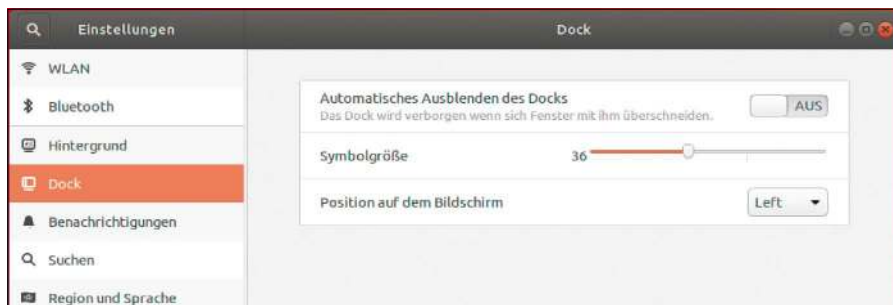 Einstellungen
Dock
WLAN
Bluetooth
Hintergrund
Dock
Benachrichtigungen
Suchen
Region und Sprache
Automatisches Ausblenden des Docks
AUS
Das Dock wird verborgen wenn sich Fenster mit ihm überschneiden.
Symbolgröße
36
Position auf dem Bildschirm
Left